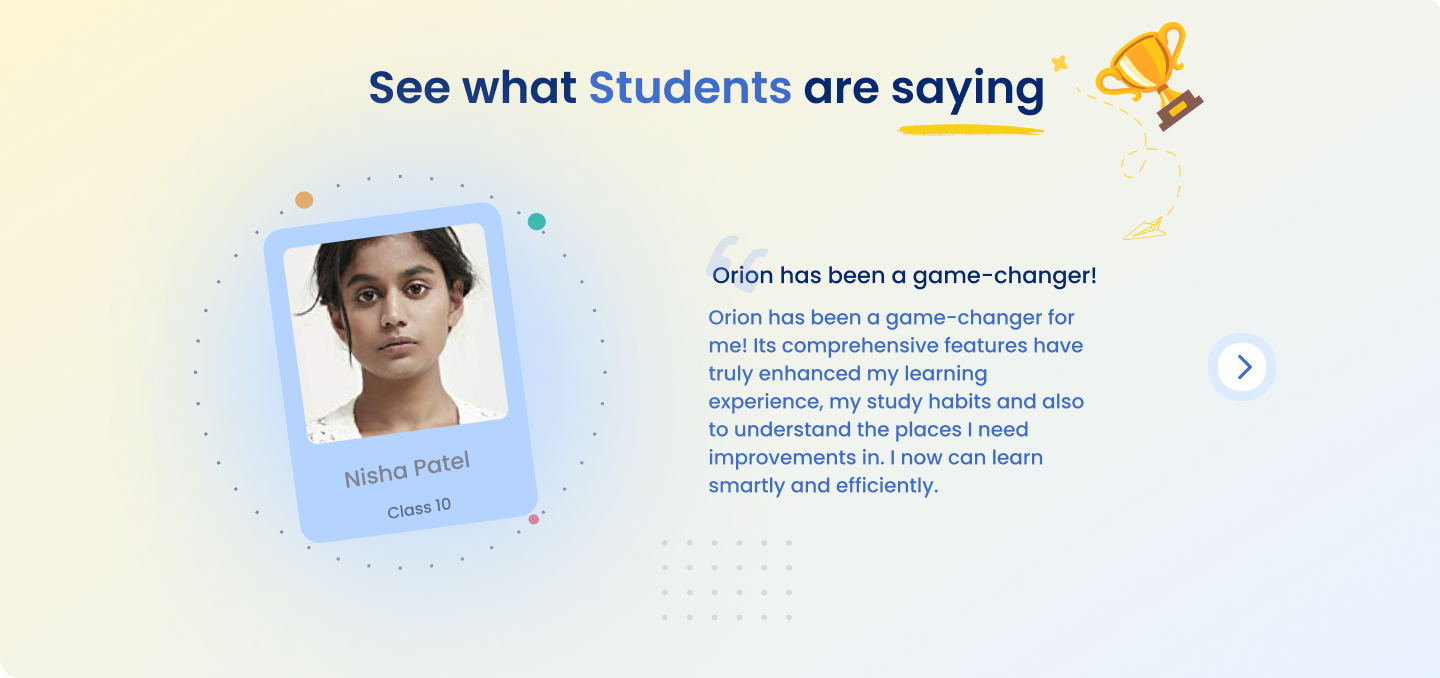 See what Students are saying
Nisha Patel
Class 10
“
Orion has been a game-changer!
Orion has been a game-changer for
me! Its comprehensive features have
truly enhanced my learning
experience, my study habits and also
to understand the places I need
improvements in. I now can learn
smartly and efficiently.